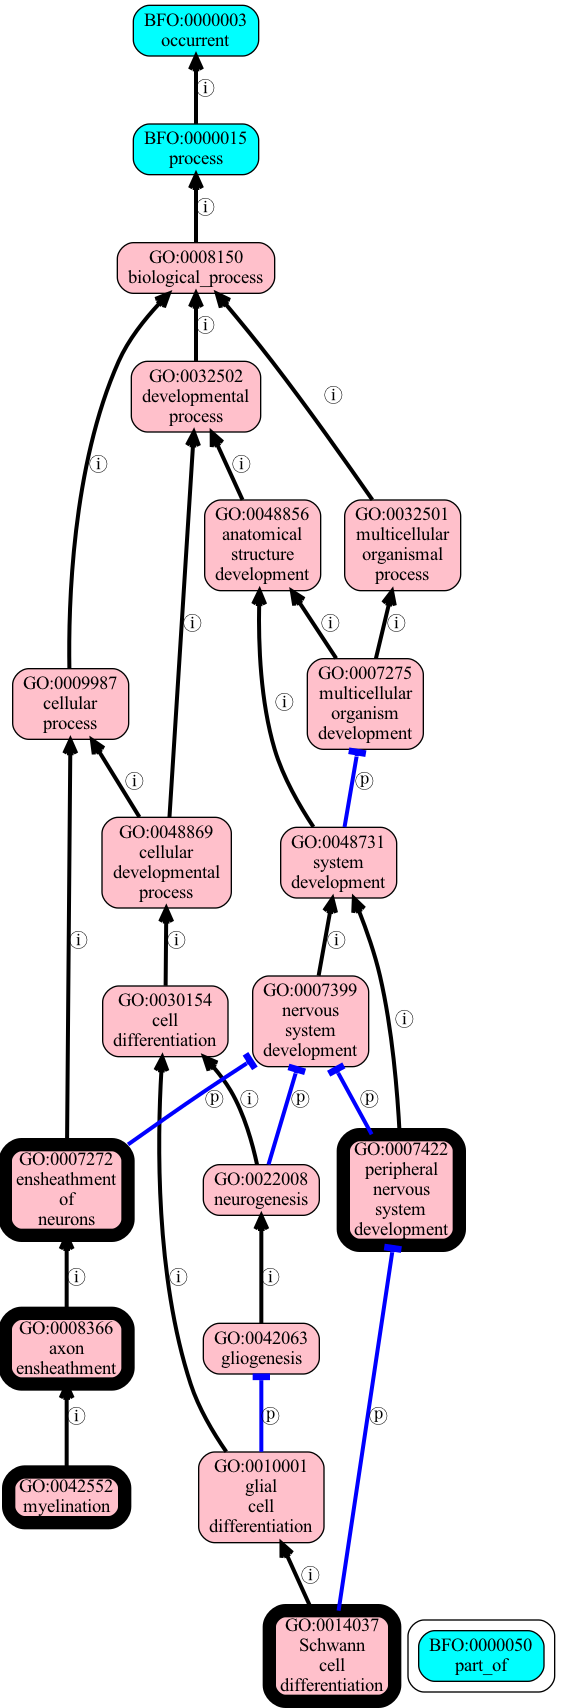 BFO:0000003
occurrent
i
BFO:0000015
process
i
GO:0008150
biological_process
i
GO:0032502
developmental
process
i
i
i
GO:0048856
anatomical
structure
development
GO:0032501
multicellular
organismal
process
i
i
i
GO:0009987
cellular
process
GO:0007275
multicellular
organism
development
i
i
p
GO:0048869
cellular
developmental
process
GO:0048731
system
development
i
i
i
GO:0030154
cell
differentiation
GO:0007399
nervous
system
development
i
p
i
p
p
GO:0007272
ensheathment
of
neurons
GO:0022008
neurogenesis
GO:0007422
peripheral
nervous
system
development
i
i
i
GO:0008366
axon
ensheathment
GO:0042063
gliogenesis
i
p
p
GO:0042552
myelination
GO:0010001
glial
cell
differentiation
i
GO:0014037
Schwann
cell
differentiation
BFO:0000050
part_of